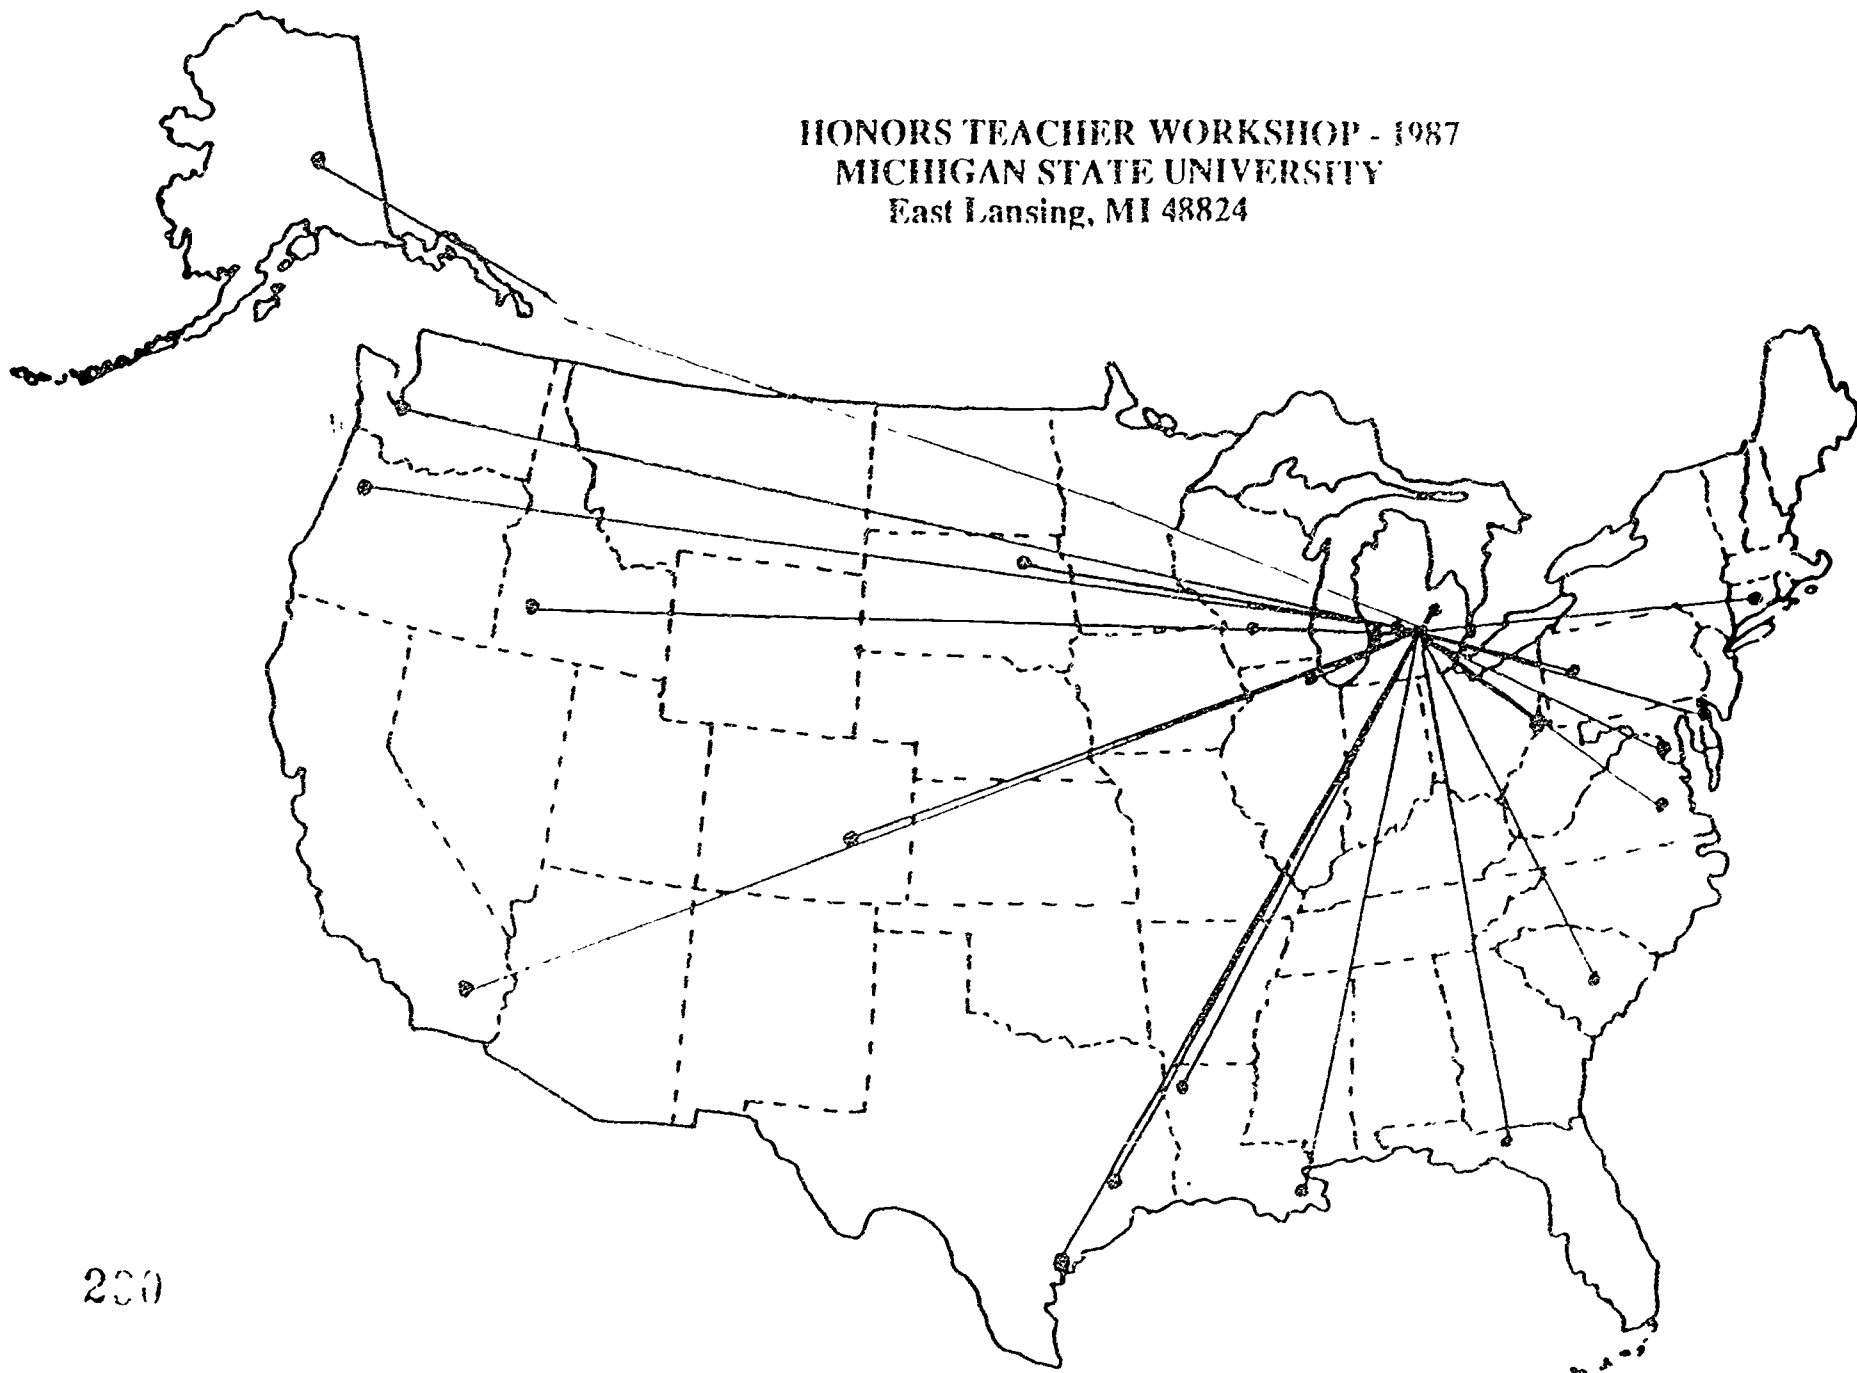 HONORS TEACHER WORKSHOP - 1987
MICHIGAN STATE UNIVERSITY
East Lansing, MI 48824